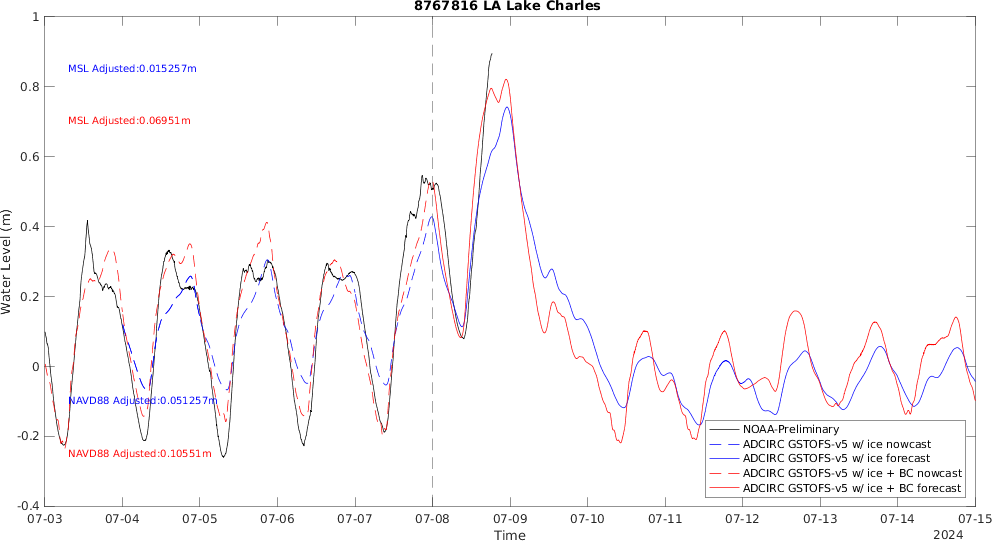 8767816 LA Lake Charles
1
0.8
0.6
0.4
0.2
0
-0.2
-0.4
Water Level (m)
MSL Adjusted:0.015257m
MSL Adjusted:0.06951m
NAVD88 Adjusted:0.051257m
NAVD88 Adjusted:0.10551m
NOAA-Preliminary
ADCIRC GSTOFS-v5 w/ ice nowcast
ADCIRC GSTOFS-v5 w/ ice forecast
ADCIRC GSTOFS-v5 w/ ice + BC nowcast
ADCIRC GSTOFS-v5 w/ ice + BC forecast
07-03 07-04 07-05 07-06 07-07 07-08 07-09 07-10 07-11 07-12 07-13 07-14 07-15
Time
2024